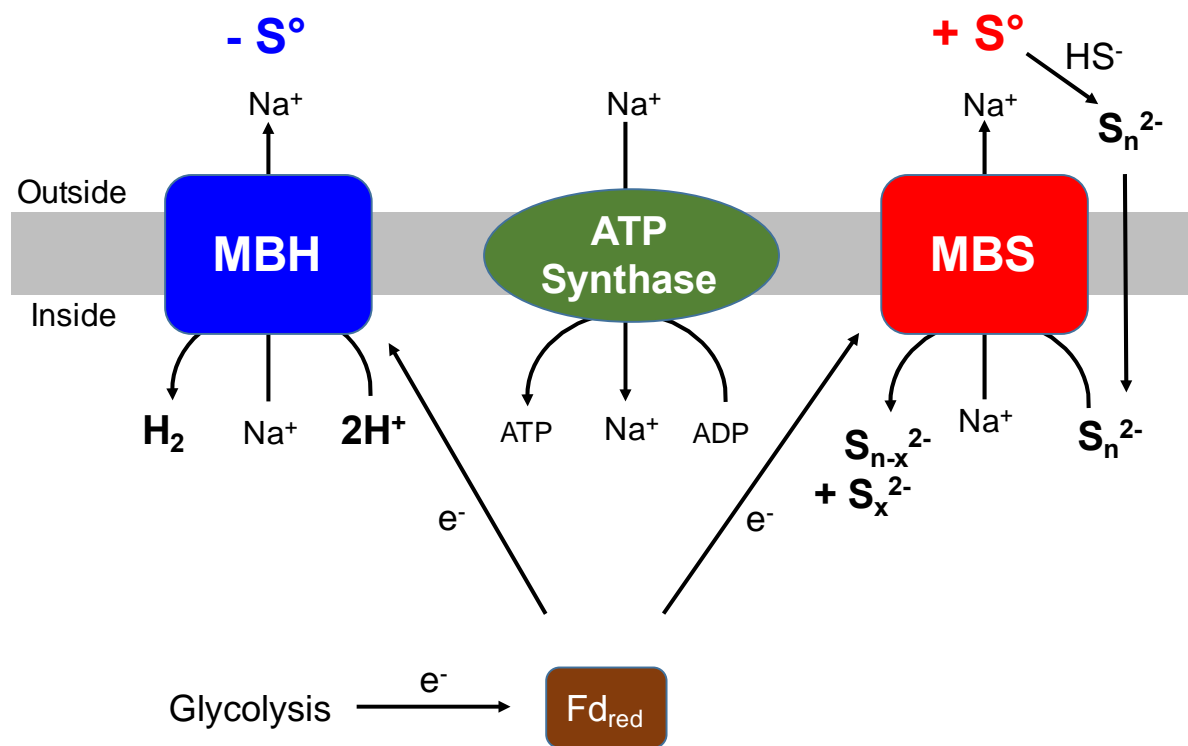 - S°
+ S°
HS⁻
Na⁺
Na⁺
Na⁺
Sₙ²⁻
Outside
MBH
ATP
Synthase
MBS
Inside
H₂
Na⁺
2H⁺
ATP
Na⁺
ADP
Sₙ₋ₓ²⁻
+ Sₓ²⁻
Na⁺
Sₙ²⁻
e⁻
e⁻
Glycolysis
e⁻
Fd_red